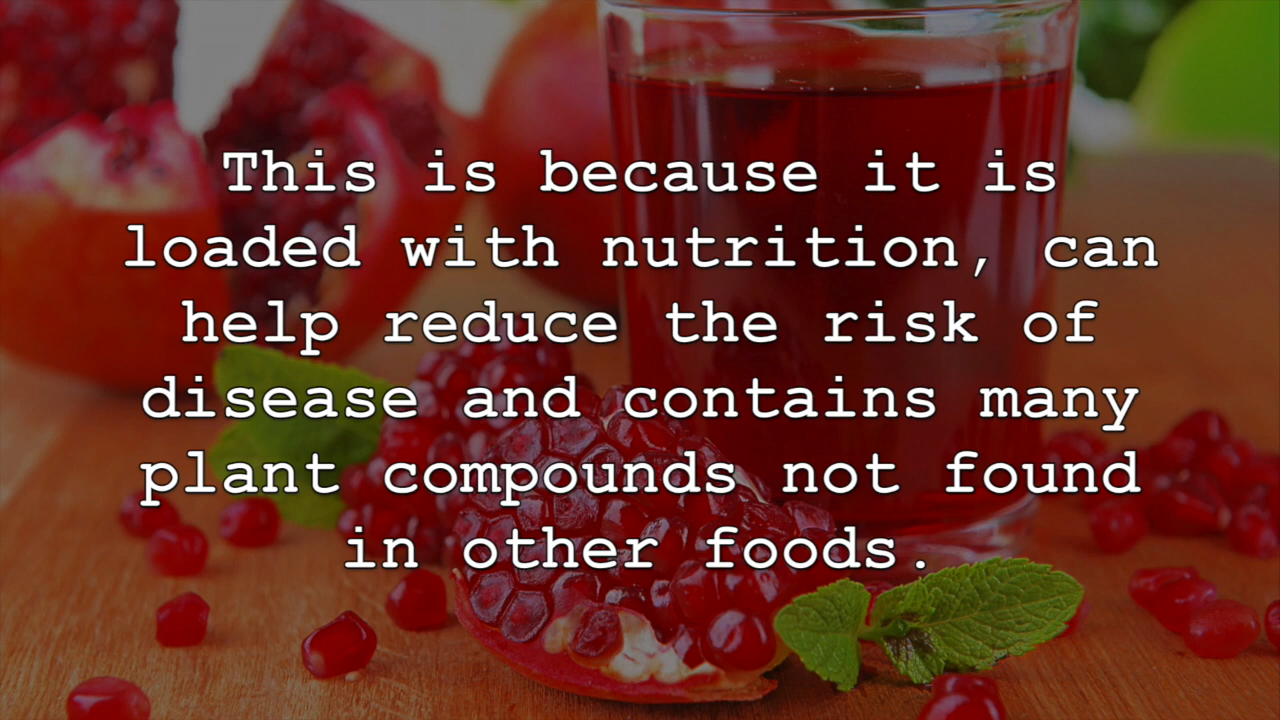 This is because it is
loaded with nutrition, can
help reduce the risk of
disease and contains many
plant compounds not found
in other foods.